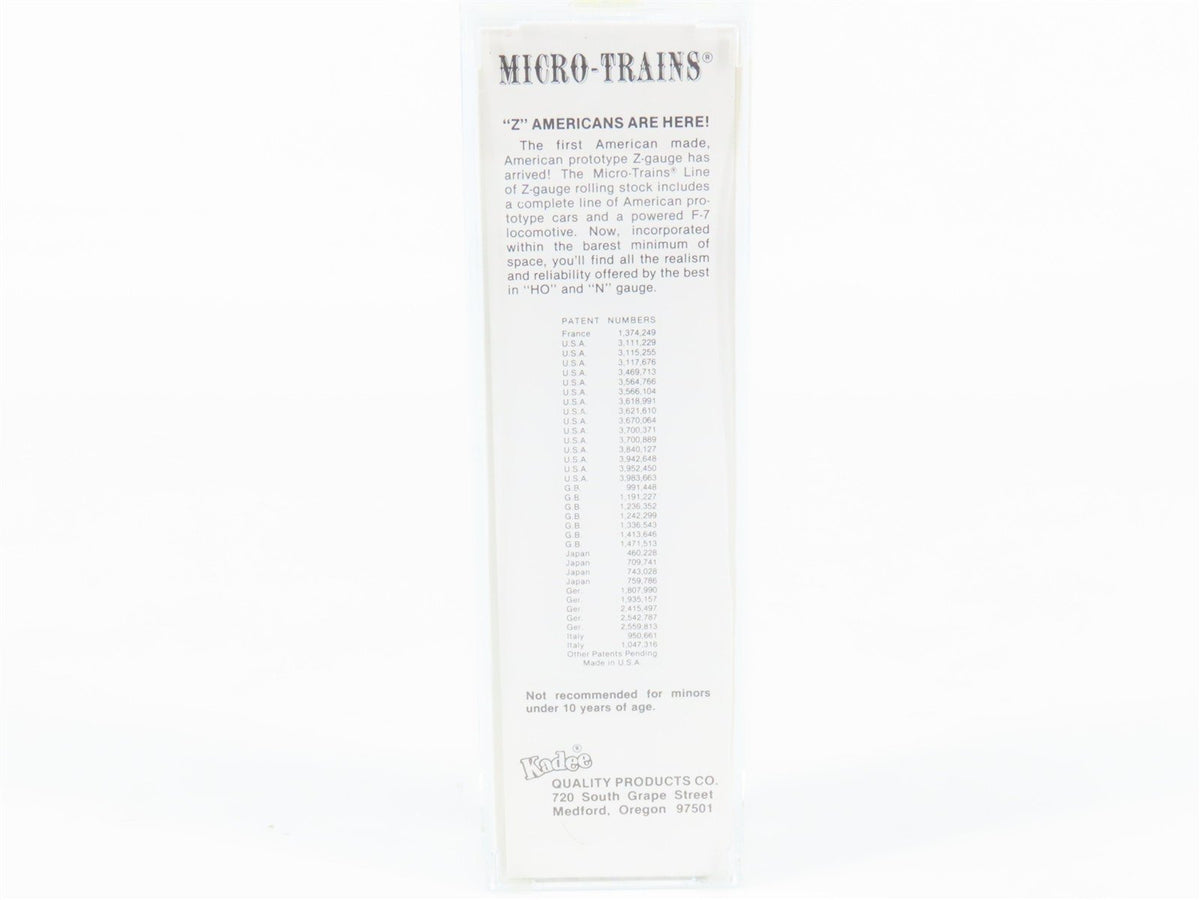 MICRO-TRAINS®
"Z" AMERICANS ARE HERE!
The first American made,
American prototype Z-gauge has
arrived! The Micro-Trains® Line
of Z-gauge rolling stock includes
a complete line of American pro-
totype cars and a powered F-7
locomotive. Now, incorporated
within the barest minimum of
space, you'll find all the realism
and reliability offered by the best
in "HO" and "N" gauge.
PATENT NUMBERS
France 1,374,249
U.S.A. 3,111,229
U.S.A. 3,115,255
U.S.A. 3,117,676
U.S.A. 3,469,713
U.S.A. 3,564,766
U.S.A. 3,566,104
U.S.A. 3,618,991
U.S.A. 3,621,610
U.S.A. 3,670,064
U.S.A. 3,700,371
U.S.A. 3,700,889
U.S.A. 3,840,127
U.S.A. 3,942,648
U.S.A. 3,952,450
U.S.A. 3,983,663
G.B. 991,448
G.B. 1,191,227
G.B. 1,236,352
G.B. 1,242,299
G.B. 1,336,543
G.B. 1,413,646
G.B. 1,471,513
Japan 460,228
Japan 709,741
Japan 743,028
Japan 759,786
Ger. 1,807,990
Ger. 1,935,157
Ger. 2,415,497
Ger. 2,542,787
Ger. 2,559,813
Italy 950,661
Italy 1,047,316
Other Patents Pending
Made in U.S.A.
Not recommended for minors
under 10 years of age.
Kadee®
QUALITY PRODUCTS CO.
720 South Grape Street
Medford, Oregon 97501